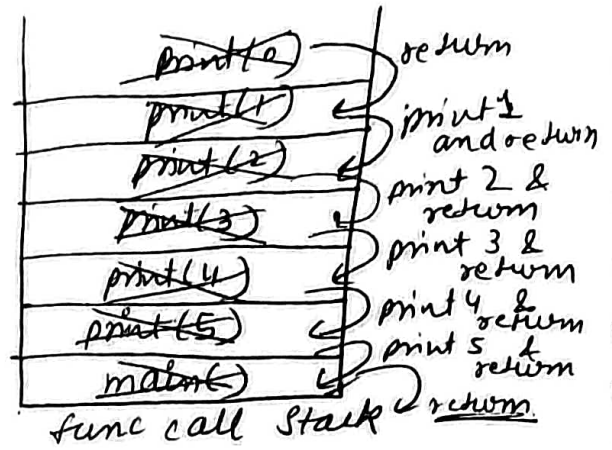 print(0) return
print(1) print 1
and return
print(2) print 2 &
return
print(3) print 3 &
return
print(4) print 4 &
return
print(5) print 5 &
return
main() return
func call stack